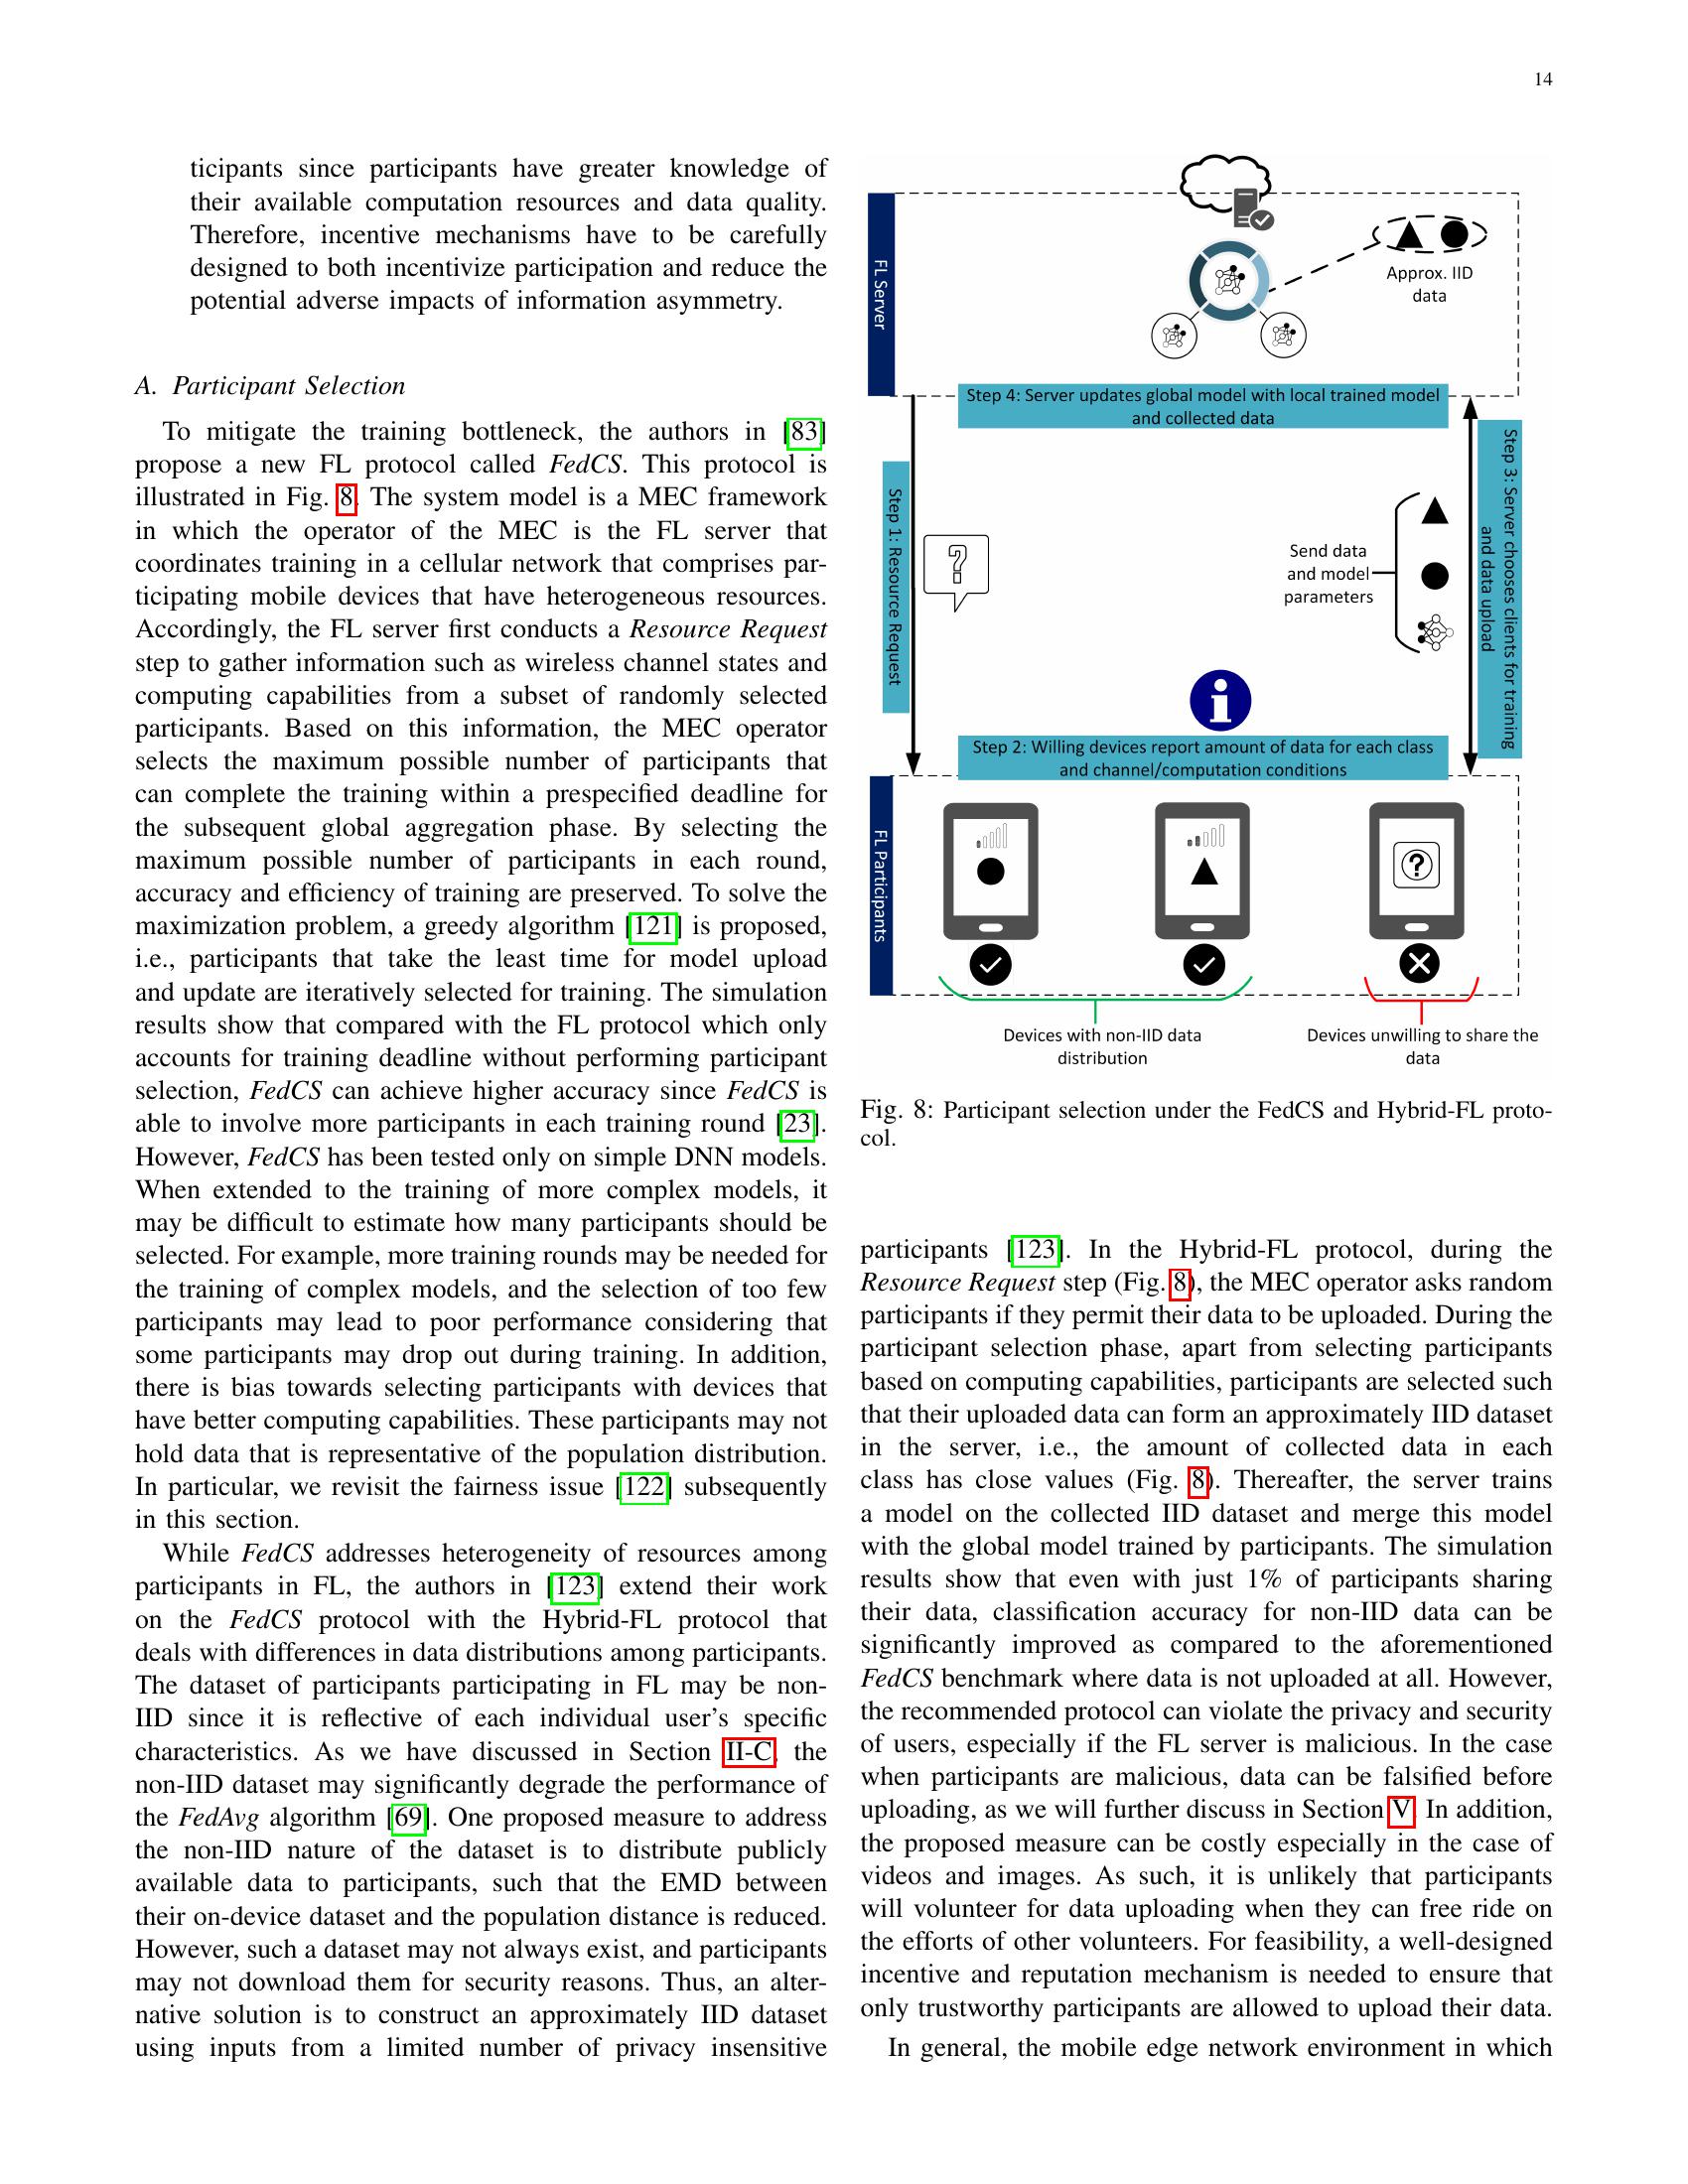 14
ticipants since participants have greater knowledge of
their available computation resources and data quality.
Therefore, incentive mechanisms have to be carefully
designed to both incentivize participation and reduce the
potential adverse impacts of information asymmetry.
A. Participant Selection
To mitigate the training bottleneck, the authors in [83]
propose a new FL protocol called FedCS. This protocol is
illustrated in Fig. 8. The system model is a MEC framework
in which the operator of the MEC is the FL server that
coordinates training in a cellular network that comprises par-
ticipating mobile devices that have heterogeneous resources.
Accordingly, the FL server first conducts a Resource Request
step to gather information such as wireless channel states and
computing capabilities from a subset of randomly selected
participants. Based on this information, the MEC operator
selects the maximum possible number of participants that
can complete the training within a prespecified deadline for
the subsequent global aggregation phase. By selecting the
maximum possible number of participants in each round,
accuracy and efficiency of training are preserved. To solve the
maximization problem, a greedy algorithm [121] is proposed,
i.e., participants that take the least time for model upload
and update are iteratively selected for training. The simulation
results show that compared with the FL protocol which only
accounts for training deadline without performing participant
selection, FedCS can achieve higher accuracy since FedCS is
able to involve more participants in each training round [23].
However, FedCS has been tested only on simple DNN models.
When extended to the training of more complex models, it
may be difficult to estimate how many participants should be
selected. For example, more training rounds may be needed for
the training of complex models, and the selection of too few
participants may lead to poor performance considering that
some participants may drop out during training. In addition,
there is bias towards selecting participants with devices that
have better computing capabilities. These participants may not
hold data that is representative of the population distribution.
In particular, we revisit the fairness issue [122] subsequently
in this section.
While FedCS addresses heterogeneity of resources among
participants in FL, the authors in [123] extend their work
on the FedCS protocol with the Hybrid-FL protocol that
deals with differences in data distributions among participants.
The dataset of participants participating in FL may be non-
IID since it is reflective of each individual user's specific
characteristics. As we have discussed in Section II-C, the
non-IID dataset may significantly degrade the performance of
the FedAvg algorithm [69]. One proposed measure to address
the non-IID nature of the dataset is to distribute publicly
available data to participants, such that the EMD between
their on-device dataset and the population distance is reduced.
However, such a dataset may not always exist, and participants
may not download them for security reasons. Thus, an alter-
native solution is to construct an approximately IID dataset
using inputs from a limited number of privacy insensitive
FL Server
Approx. IID
data
Step 4: Server updates global model with local trained model
and collected data
Step 1: Resource Request
?
Send data
and model
parameters
Step 3: Server chooses clients for training
and data upload
i
Step 2: Willing devices report amount of data for each class
and channel/computation conditions
FL Participants
?
Devices with non-IID data
distribution
Devices unwilling to share the
data
Fig. 8: Participant selection under the FedCS and Hybrid-FL proto-
col.
participants [123]. In the Hybrid-FL protocol, during the
Resource Request step (Fig. 8), the MEC operator asks random
participants if they permit their data to be uploaded. During the
participant selection phase, apart from selecting participants
based on computing capabilities, participants are selected such
that their uploaded data can form an approximately IID dataset
in the server, i.e., the amount of collected data in each
class has close values (Fig. 8). Thereafter, the server trains
a model on the collected IID dataset and merge this model
with the global model trained by participants. The simulation
results show that even with just 1% of participants sharing
their data, classification accuracy for non-IID data can be
significantly improved as compared to the aforementioned
FedCS benchmark where data is not uploaded at all. However,
the recommended protocol can violate the privacy and security
of users, especially if the FL server is malicious. In the case
when participants are malicious, data can be falsified before
uploading, as we will further discuss in Section V. In addition,
the proposed measure can be costly especially in the case of
videos and images. As such, it is unlikely that participants
will volunteer for data uploading when they can free ride on
the efforts of other volunteers. For feasibility, a well-designed
incentive and reputation mechanism is needed to ensure that
only trustworthy participants are allowed to upload their data.
In general, the mobile edge network environment in which